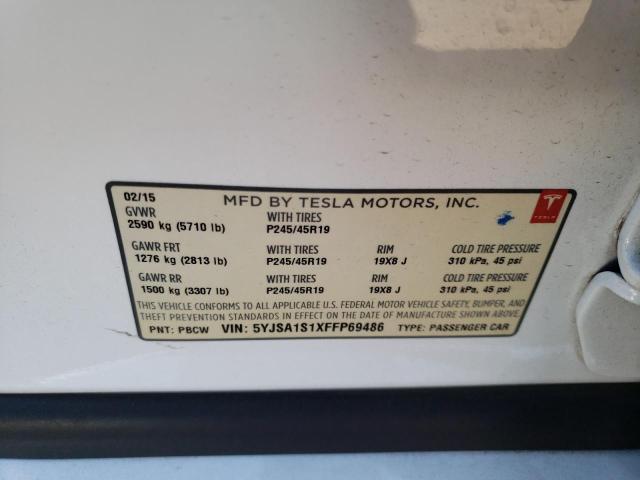 02/15 MFD BY TESLA MOTORS, INC.
GVWR WITH TIRES
2590 kg (5710 lb) P245/45R19
GAWR FRT WITH TIRES RIM COLD TIRE PRESSURE
1276 kg (2813 lb) P245/45R19 19X8 J 310 kPa, 45 psi
GAWR RR WITH TIRES RIM COLD TIRE PRESSURE
1500 kg (3307 lb) P245/45R19 19X8 J 310 kPa, 45 psi
THIS VEHICLE CONFORMS TO ALL APPLICABLE U.S. FEDERAL MOTOR VEHICLE SAFETY, BUMPER, AND
THEFT PREVENTION STANDARDS IN EFFECT ON THE DATE OF MANUFACTURE SHOWN ABOVE.
PNT: PBCW VIN: 5YJSA1S1XFFP69486 TYPE: PASSENGER CAR
TESLA